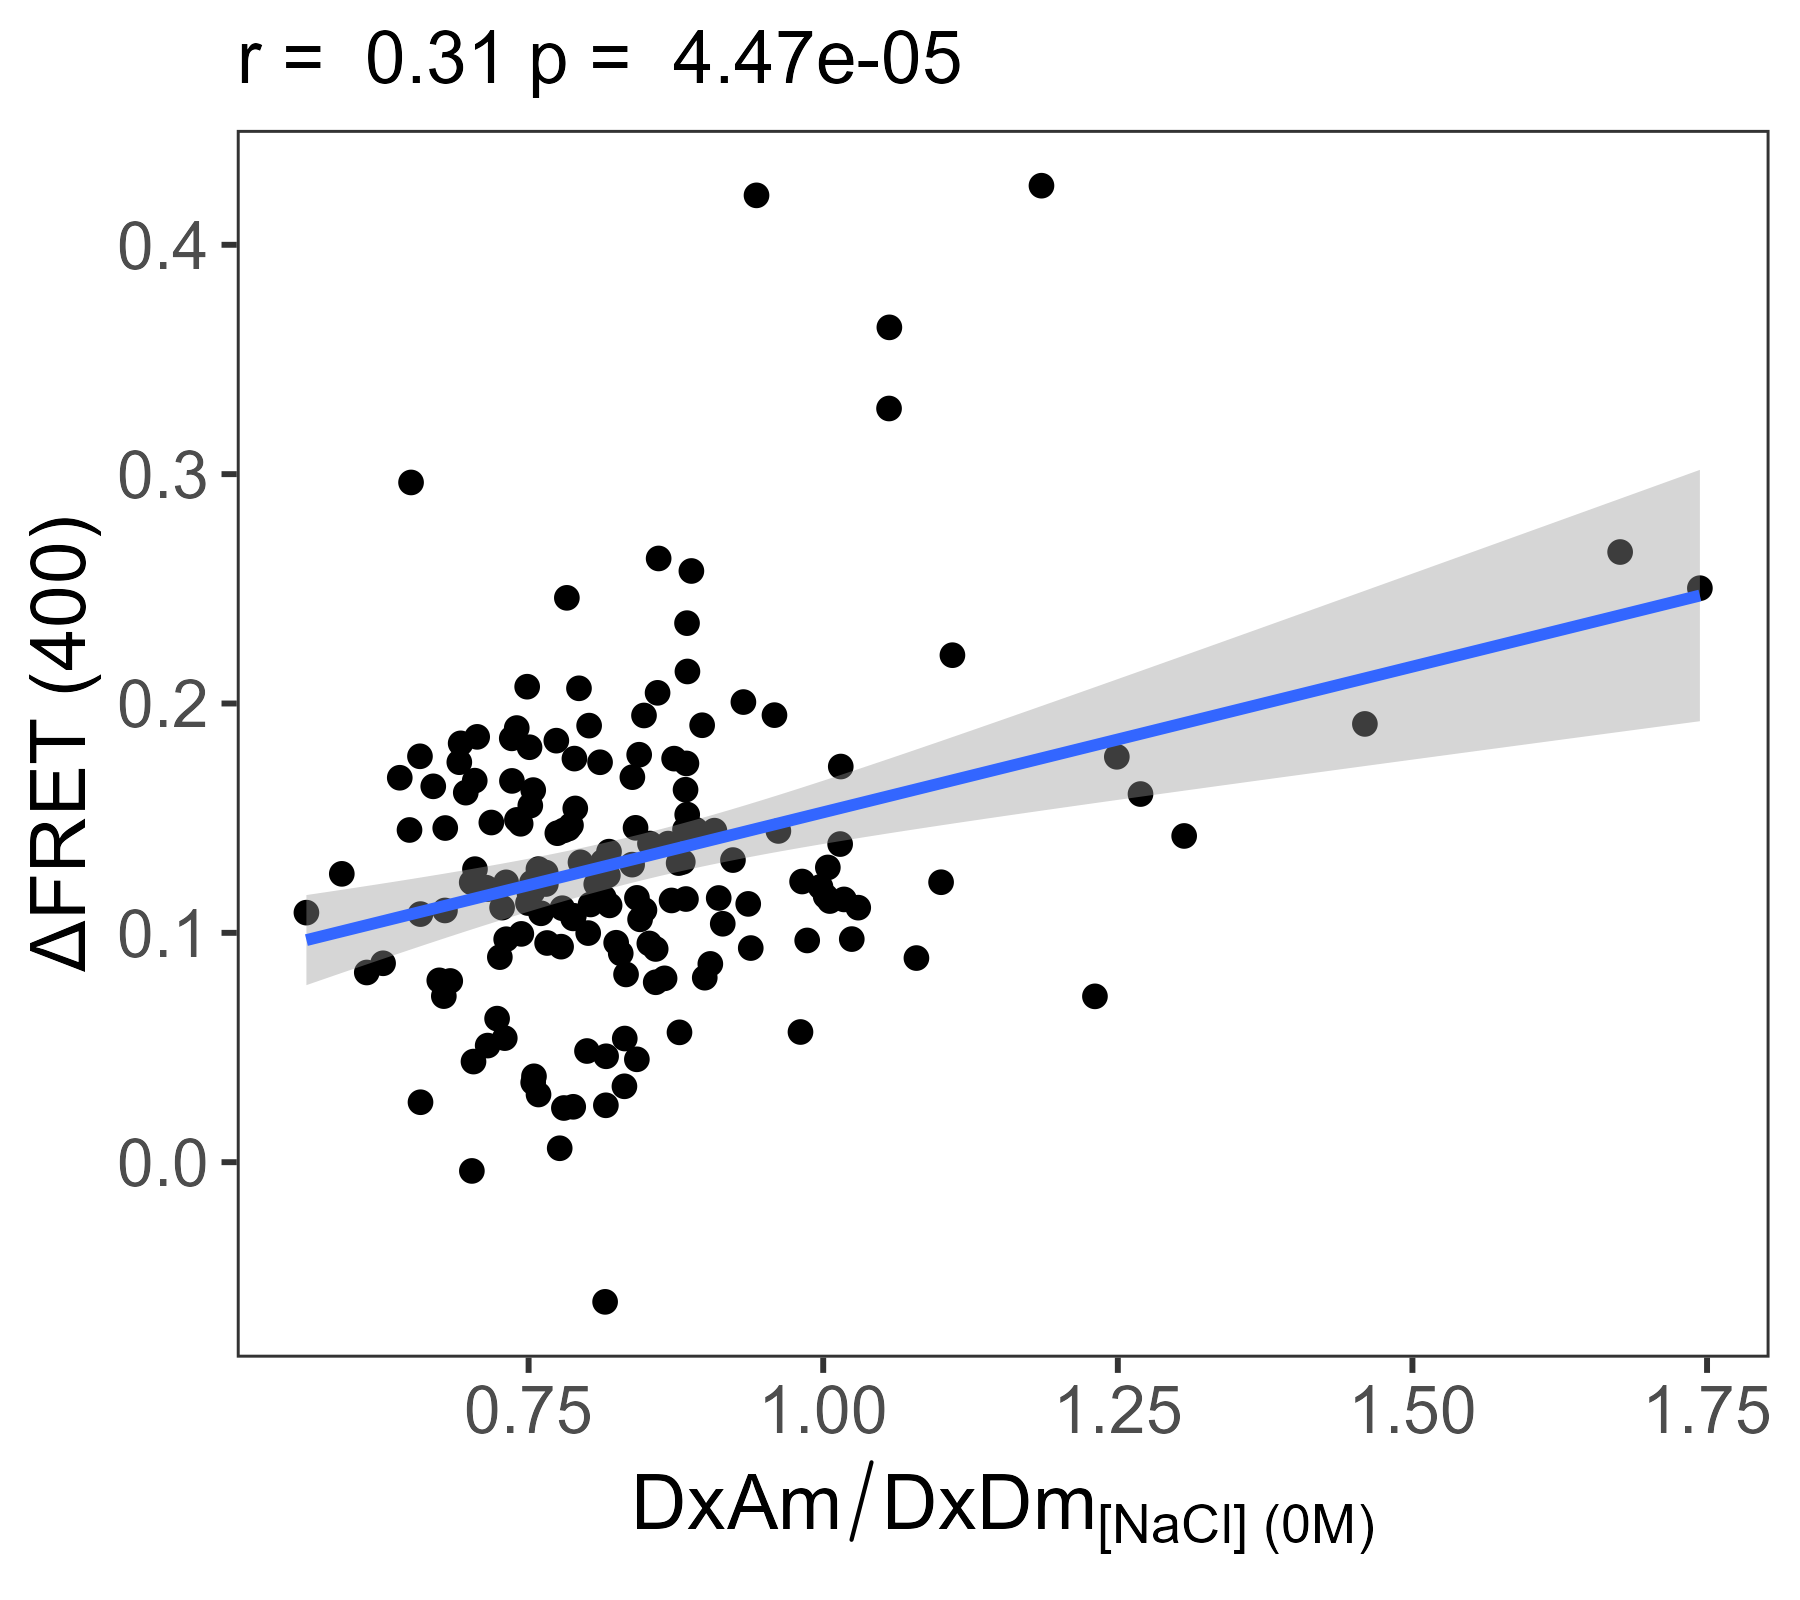 r = 0.31 p = 4.47e-05
ΔFRET (400)
0.4
0.3
0.2
0.1
0.0
0.75 1.00 1.25 1.50 1.75
DxAm/DxDm[NaCl] (0M)